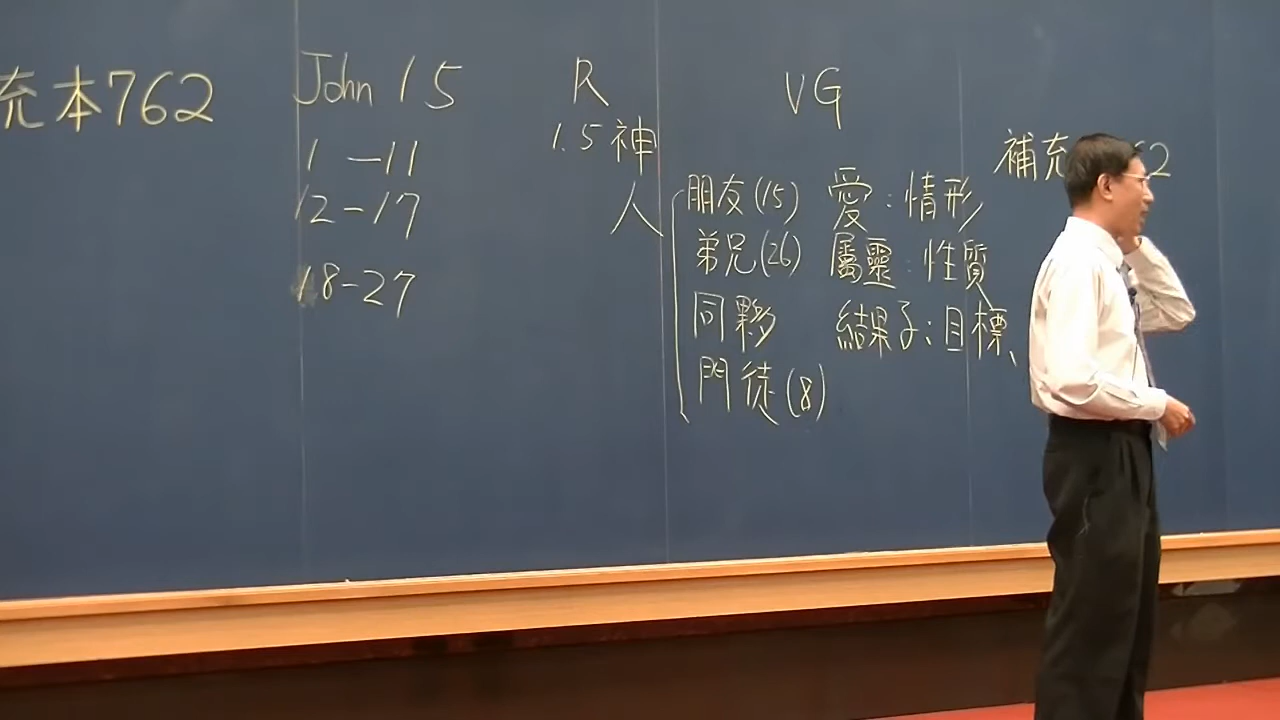 充本762
John 15
1-11
12-17
18-27
R
1.5神
人
VG
朋友(15) 愛:情形
弟兄(26) 屬靈:性質
同夥 結果子:目標、
門徒(8)
補充 62